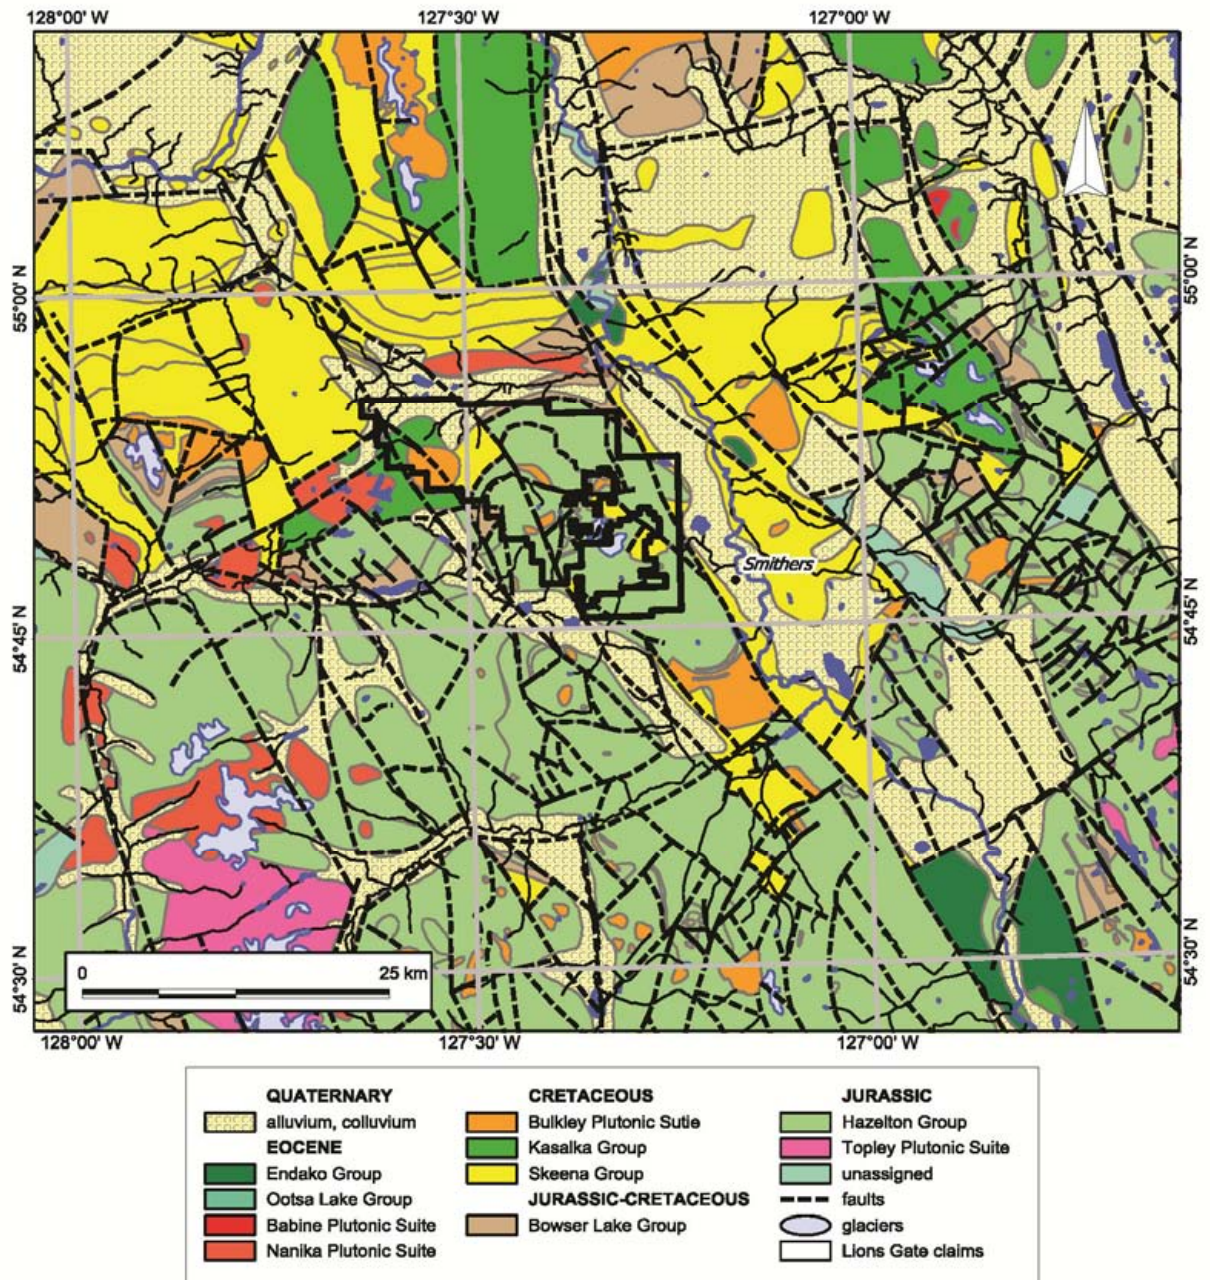 128°00' W 127°30' W 127°00' W
55°00' N 55°00' N
Smithers
54°45' N 54°45' N
54°30' N 54°30' N
0 25 km
128°00' W 127°30' W 127°00' W
QUATERNARY
alluvium, colluvium
EOCENE
Endako Group
Ootsa Lake Group
Babine Plutonic Suite
Nanika Plutonic Suite
CRETACEOUS
Bulkley Plutonic Sutie
Kasalka Group
Skeena Group
JURASSIC-CRETACEOUS
Bowser Lake Group
JURASSIC
Hazelton Group
Topley Plutonic Suite
unassigned
faults
glaciers
Lions Gate claims